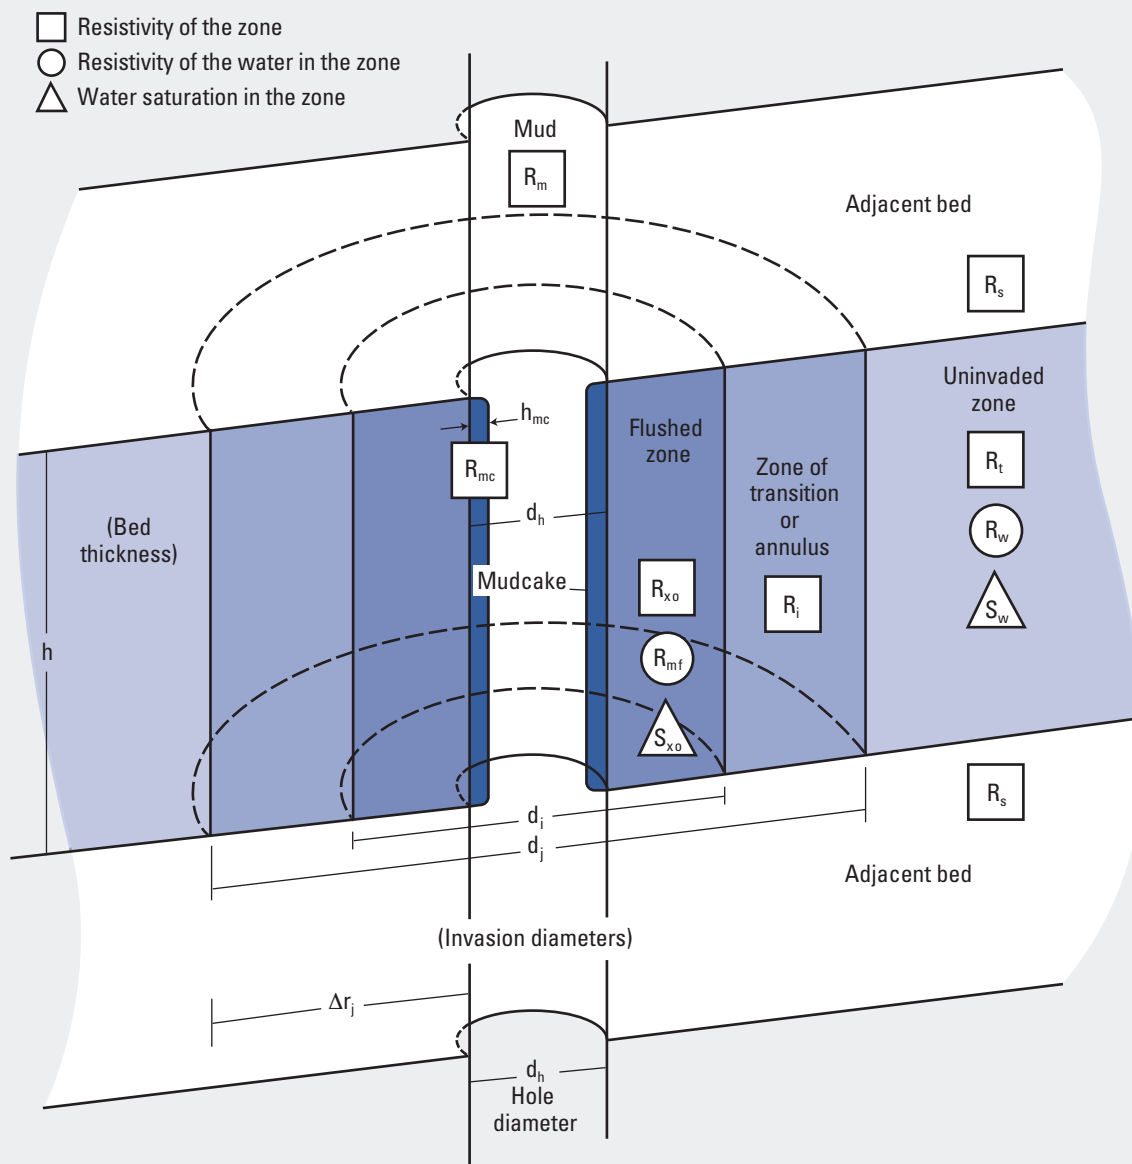 Resistivity of the zone
Resistivity of the water in the zone
Water saturation in the zone
Mud
Rm
Adjacent bed
Rs
Uninvaded
zone
Rt
Rw
Sw
hmc
Rmc
Flushed
zone
Zone of
transition
or
annulus
(Bed
thickness)
dh
Mudcake
Rxo
Ri
Rmf
Sxo
h
Rs
di
dj
Adjacent bed
(Invasion diameters)
Δrj
dh
Hole
diameter